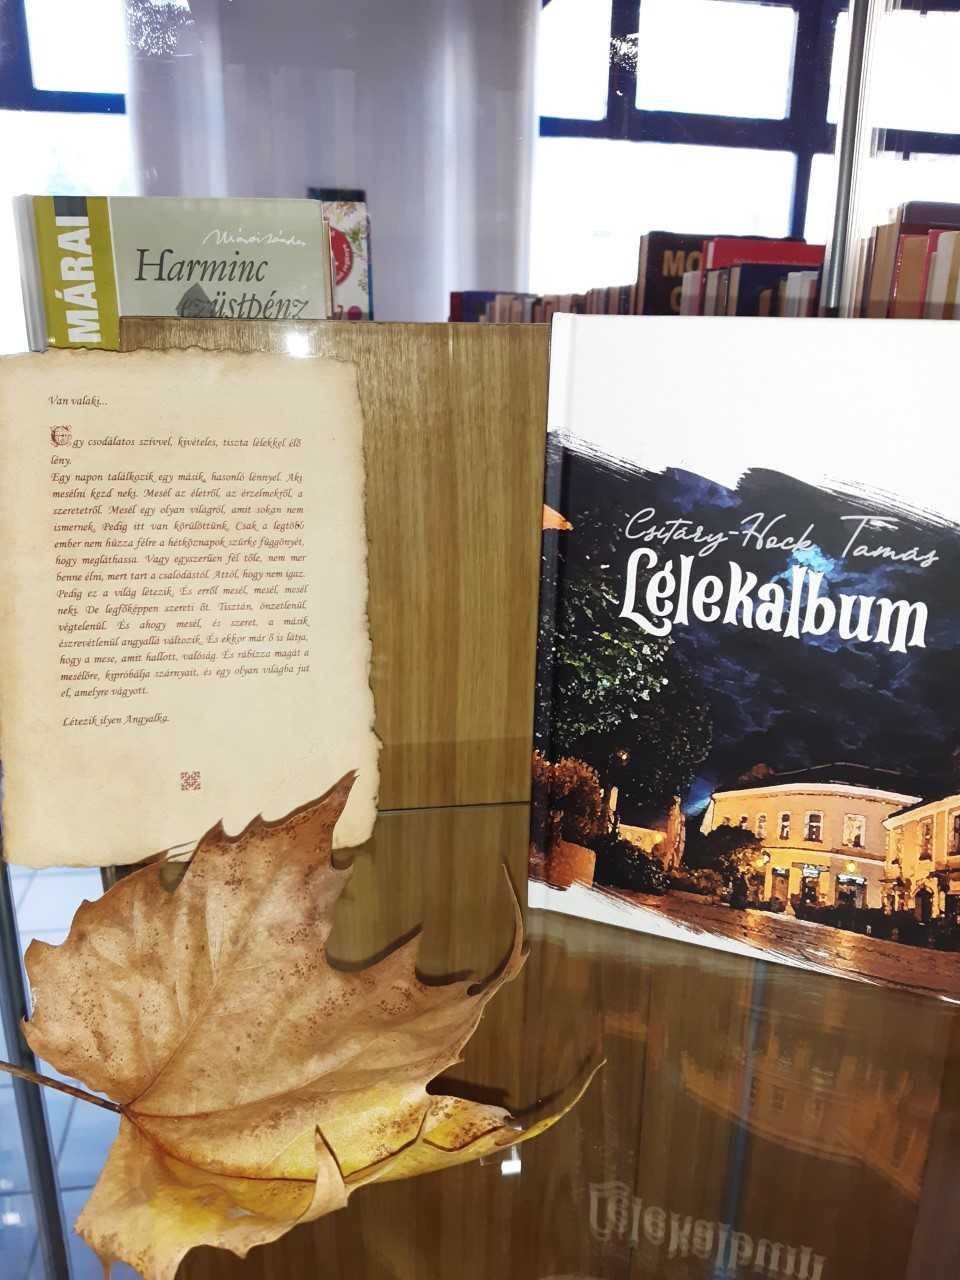 MÁRAI
Márai Sándor
Harminc
ezüstpénz
MO
Van valaki...
Egy csodálatos szívvel, kivételes, tiszta lélekkel élő
lény.
Egy napon találkozik egy másik, hasonló lénnyel. Aki
mesélni kezd neki. Mesél az életről, az érzelmekről, a
szeretetről. Mesél egy olyan világról, amit sokan nem
ismernek. Pedig itt van körülöttünk. Csak a legtöbb
ember nem húzza félre a hétköznapok szürke függönyét,
hogy megláthassa. Vagy egyszerűen fél tőle, nem mer
benne élni, mert tart a csalódástól. Attól, hogy nem igaz.
Pedig ez a világ létezik. És erről mesél, mesél, mesél
neki. De legfőképpen szereti őt. Tisztán, önzetlenül,
végtelenül. És ahogy mesél, és szeret, a másik
észrevétlenül angyallá változik. És ekkor már ő is látja,
hogy a mese, amit hallott, valóság. És rábízza magát a
mesélőre, kipróbálja szárnyait, és egy olyan világba jut
el, amelyre vágyott.
Létezik ilyen Angyalka.
Csitáry-Hock Tamás
Lélekalbum
Lélekalbum